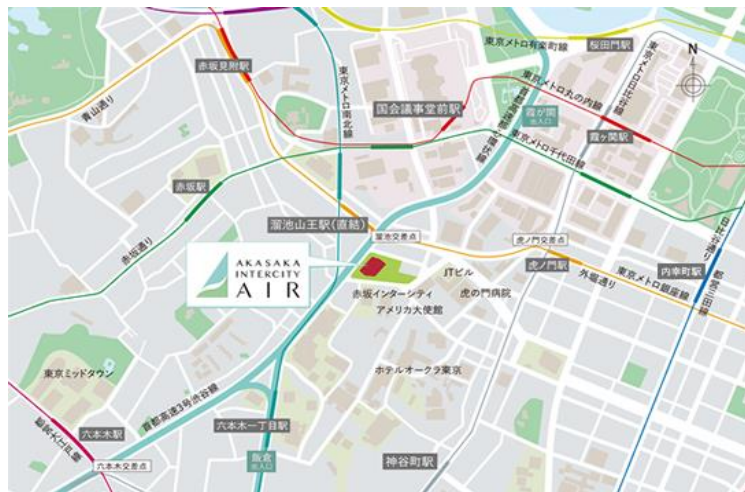 東京メトロ有楽町線
桜田門駅
N
赤坂見附駅
東京メトロ南北線
東京メトロ日比谷線
青山通り
国会議事堂前駅
東京メトロ丸の内線
首都高速都心環状線
霞が関
出入口
霞ヶ関駅
東京メトロ千代田線
赤坂駅
日比谷通り
溜池山王駅(直結)
溜池交差点
虎ノ門交差点
赤坂通り
AKASAKA
INTERCITY
AIR
JTビル
虎ノ門駅
外堀通り
東京メトロ銀座線
内幸町駅
都営三田線
赤坂インターシティ
虎の門病院
アメリカ大使館
東京ミッドタウン
ホテルオークラ東京
首都高速3号渋谷線
六本木駅
都営大江戸線
六本木交差点
六本木一丁目駅
飯倉
出入口
神谷町駅